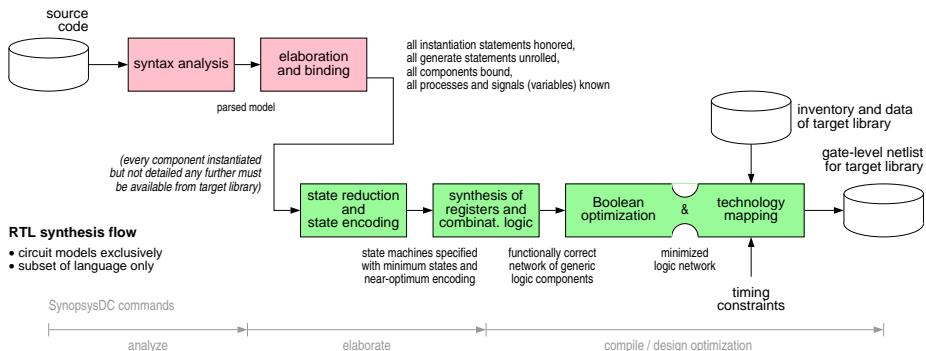 source
code
syntax analysis
elaboration
and binding
all instantiation statements honored,
all generate statements unrolled,
all components bound,
all processes and signals (variables) known
parsed model
inventory and data
of target library
(every component instantiated
but not detailed any further must
be available from target library)
gate-level netlist
for target library
state reduction
and
state encoding
synthesis of
registers and
combinat. logic
Boolean
optimization
&
technology
mapping
RTL synthesis flow
• circuit models exclusively
• subset of language only
state machines specified
with minimum states and
near-optimum encoding
functionally correct
network of generic
logic components
minimized
logic network
timing
constraints
SynopsysDC commands
analyze
elaborate
compile / design optimization